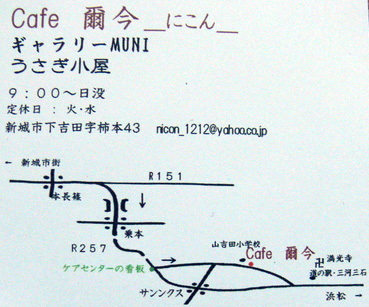 Cafe 爾今＿にこん＿
ギャラリーMUNI
うさぎ小屋
９：００～日没
定休日：火・水
新城市下吉田字柿本43 nicon_1212@yahoo.co.jp
← 新城市街
R151
本長篠
↓
乗本
R257
→
山吉田小学校
Cafe 爾今
卍 満光寺
道の駅・三河三石
ケアセンターの看板
サンクス
浜松 →